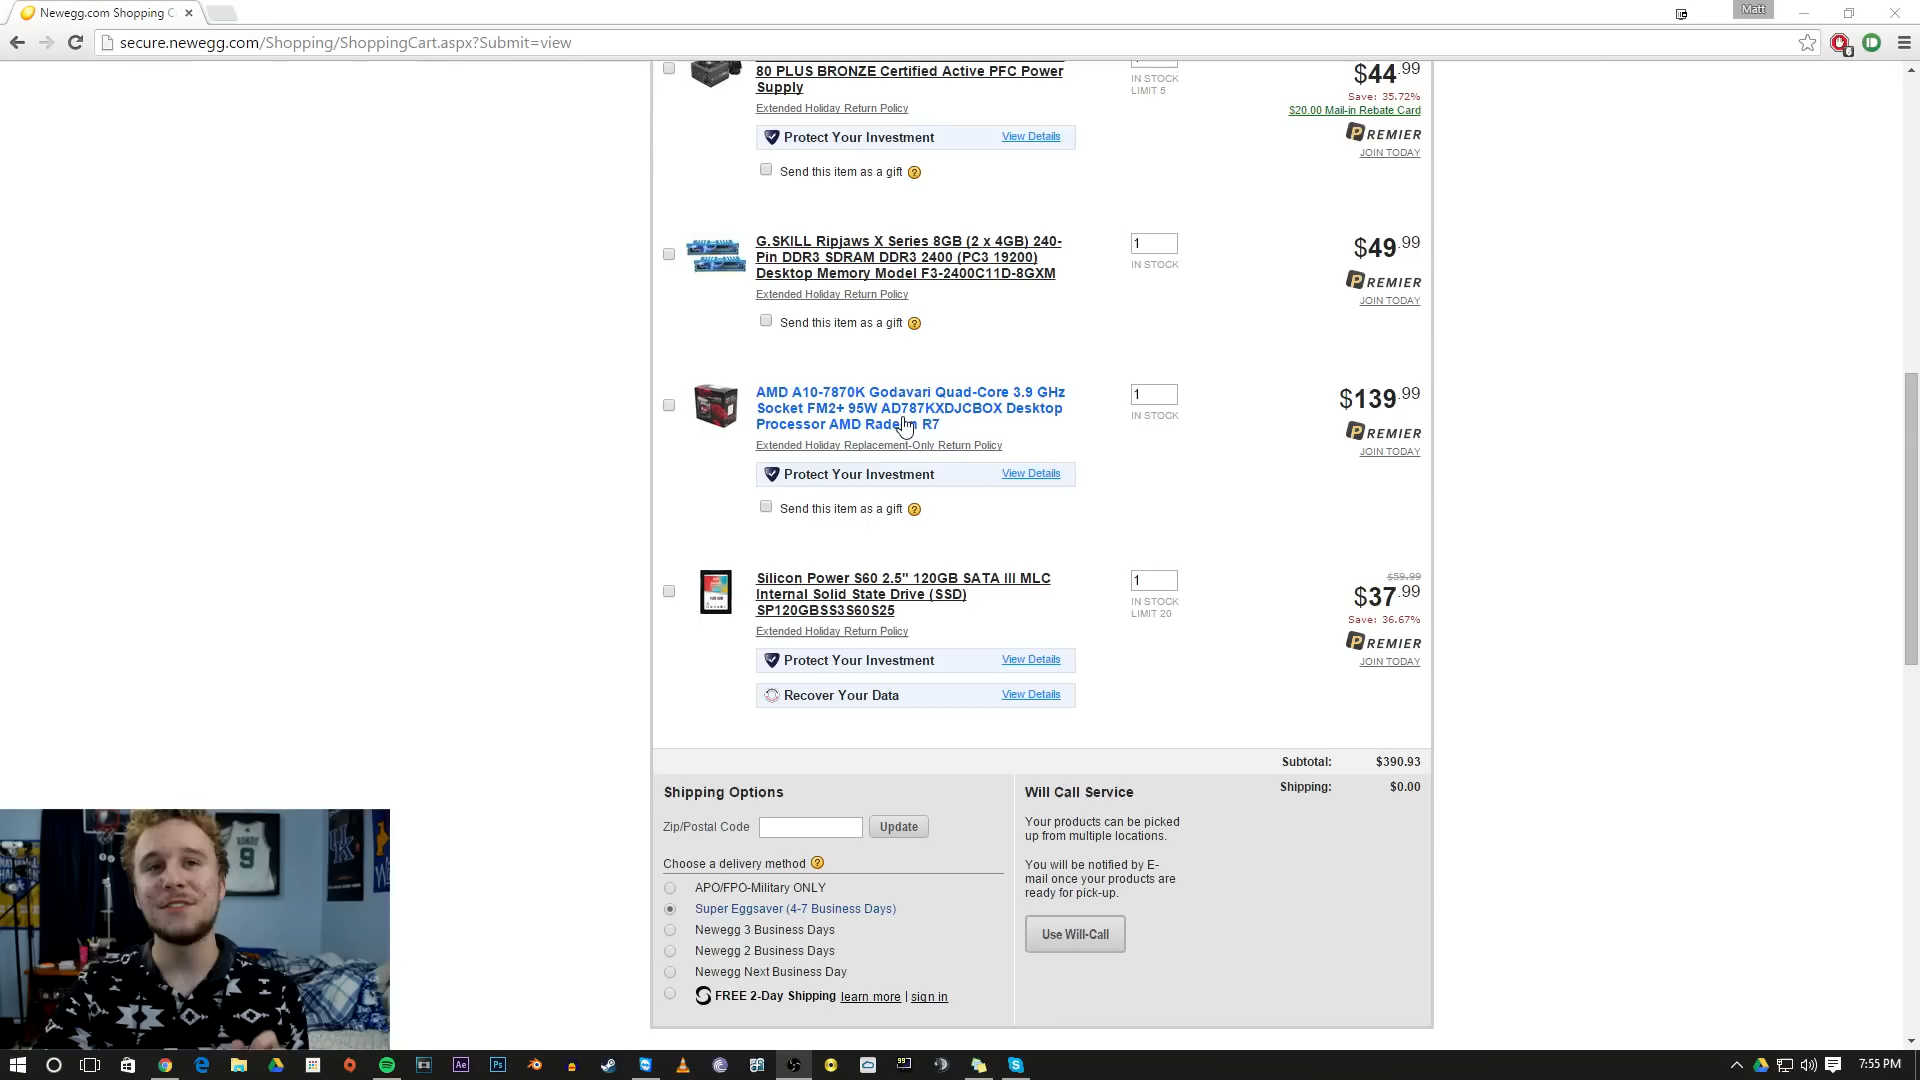 Newegg.com Shopping C
Matt
secure.newegg.com/Shopping/ShoppingCart.aspx?Submit=view
6
80 PLUS BRONZE Certified Active PFC Power
Supply
Extended Holiday Return Policy
Protect Your Investment View Details
Send this item as a gift ?
IN STOCK
LIMIT 5
$44.99
Save: 35.72%
$20.00 Mail-in Rebate Card
PREMIER
JOIN TODAY
G.SKILL Ripjaws X Series 8GB (2 x 4GB) 240-
Pin DDR3 SDRAM DDR3 2400 (PC3 19200)
Desktop Memory Model F3-2400C11D-8GXM
Extended Holiday Return Policy
Send this item as a gift ?
1
IN STOCK
$49.99
PREMIER
JOIN TODAY
AMD A10-7870K Godavari Quad-Core 3.9 GHz
Socket FM2+ 95W AD787KXDJCBOX Desktop
Processor AMD Radeon R7
Extended Holiday Replacement-Only Return Policy
Protect Your Investment View Details
Send this item as a gift ?
1
IN STOCK
$139.99
PREMIER
JOIN TODAY
Silicon Power S60 2.5" 120GB SATA III MLC
Internal Solid State Drive (SSD)
SP120GBSS3S60S25
Extended Holiday Return Policy
Protect Your Investment View Details
Recover Your Data View Details
1
IN STOCK
LIMIT 20
$59.99
$37.99
Save: 36.67%
PREMIER
JOIN TODAY
Subtotal: $390.93
Shipping: $0.00
Shipping Options
Zip/Postal Code Update
Choose a delivery method ?
APO/FPO-Military ONLY
Super Eggsaver (4-7 Business Days)
Newegg 3 Business Days
Newegg 2 Business Days
Newegg Next Business Day
FREE 2-Day Shipping learn more | sign in
Will Call Service
Your products can be picked
up from multiple locations.
You will be notified by E-
mail once your products are
ready for pick-up.
Use Will-Call
RONDO
9
UK
Ae
Ps
7:55 PM